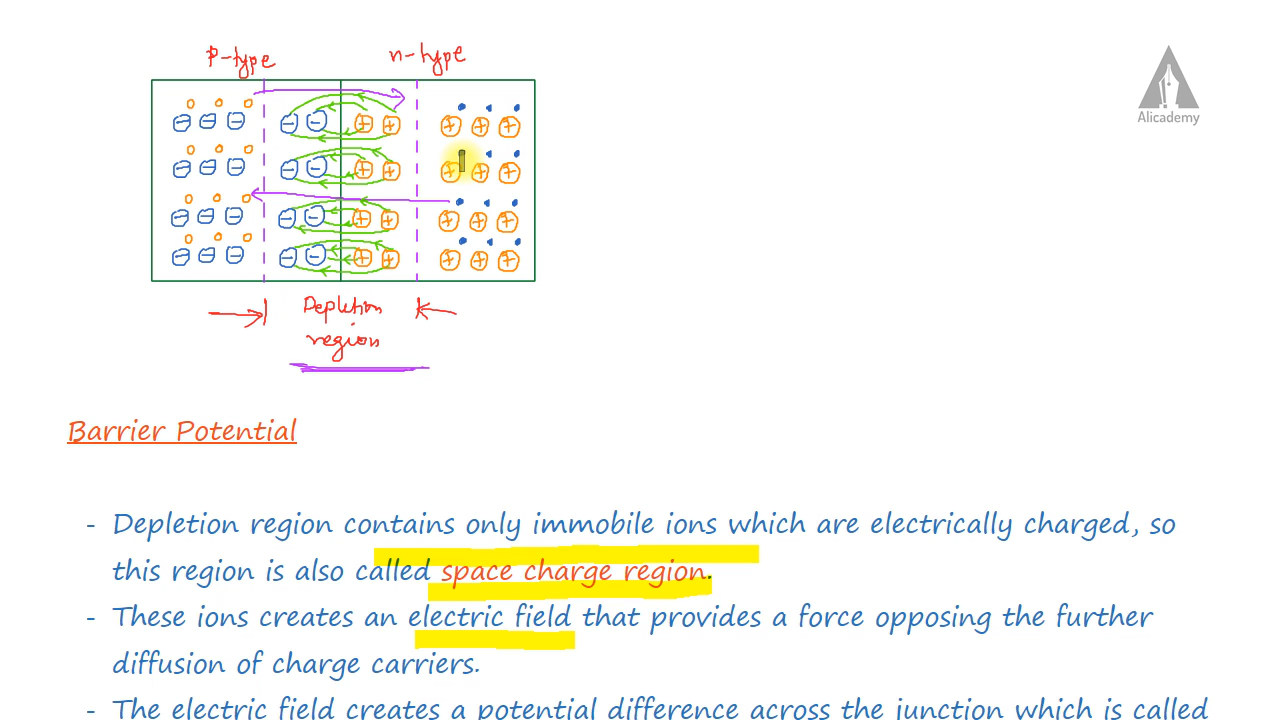 P-type n-type
Alicademy
Depletion
region
Barrier Potential
- Depletion region contains only immobile ions which are electrically charged, so
this region is also called space charge region.
- These ions creates an electric field that provides a force opposing the further
diffusion of charge carriers.
- The electric field creates a potential difference across the junction which is called